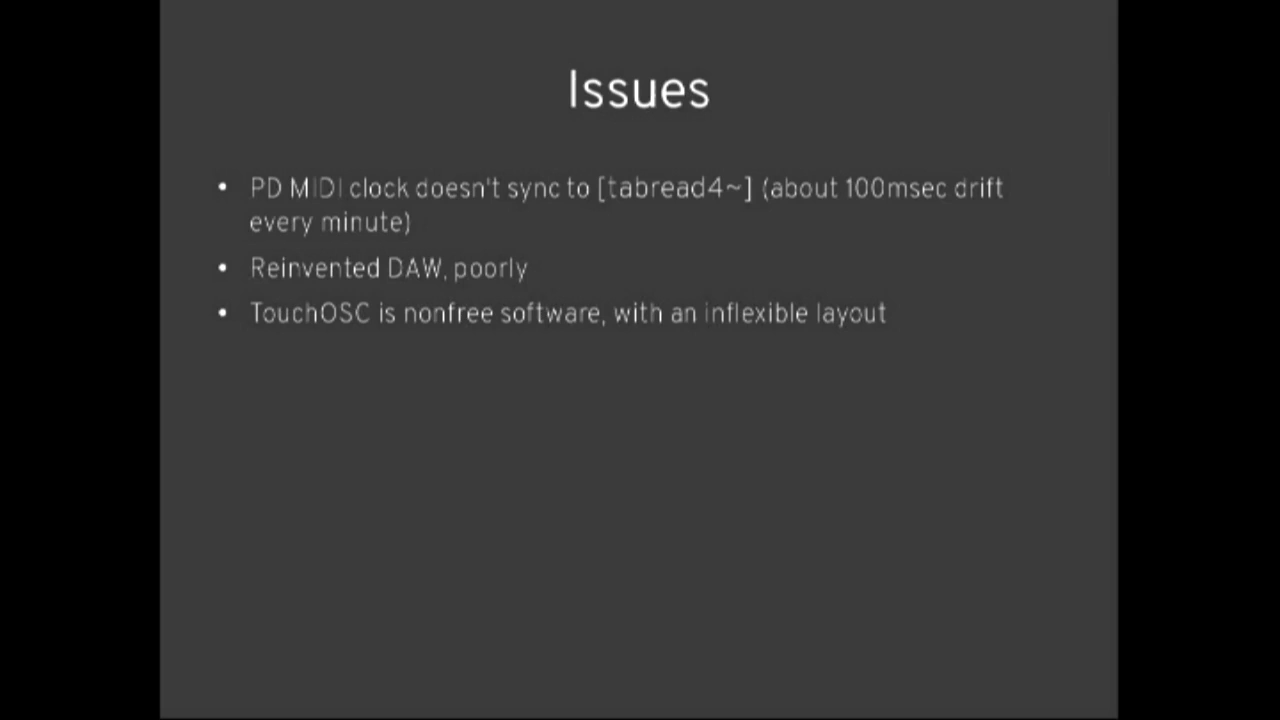 Issues
• PD MIDI clock doesn't sync to [tabread4~] (about 100msec drift
every minute)
• Reinvented DAW, poorly
• TouchOSC is nonfree software, with an inflexible layout